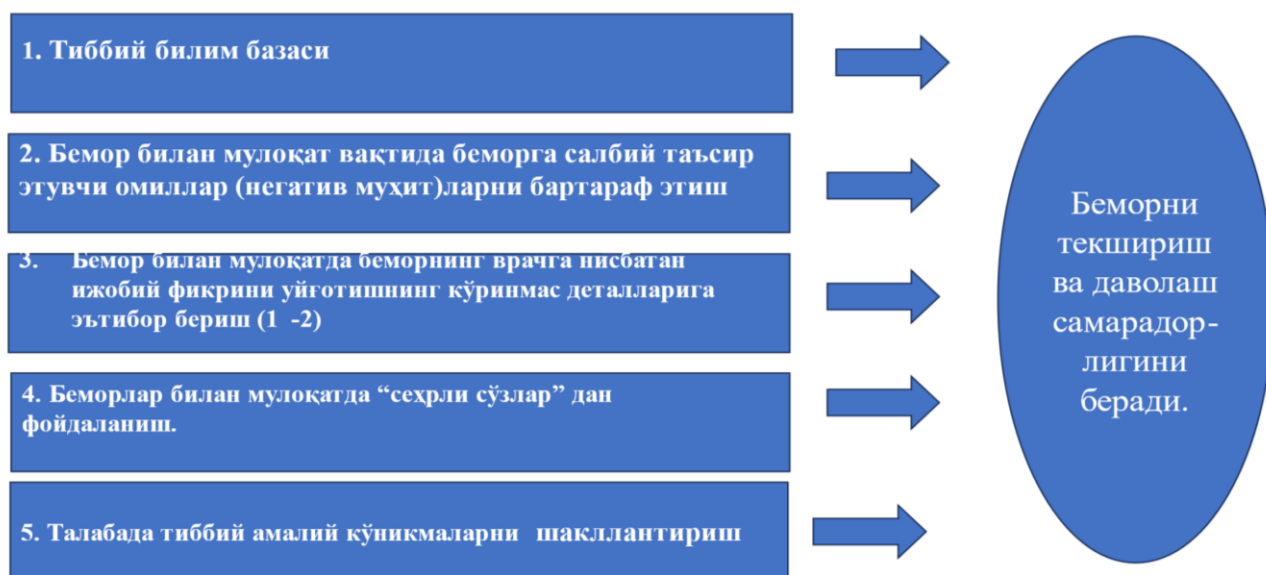 1. Тиббий билим базаси
2. Бемор билан мулоқат вақтида беморга салбий таъсир
этувчи омиллар (негатив муҳит)ларни бартараф этиш
3. Бемор билан мулоқатда беморнинг врачга нисбатан
ижобий фикрини уйғотишнинг кўринмас деталларига
эътибор бериш (1 -2)
4. Беморлар билан мулоқатда “сеҳрли сўзлар” дан
фойдаланиш.
5. Талабада тиббий амалий кўникмаларни шакллантириш
Беморни
текшириш
ва даволаш
самарадор-
лигини
беради.